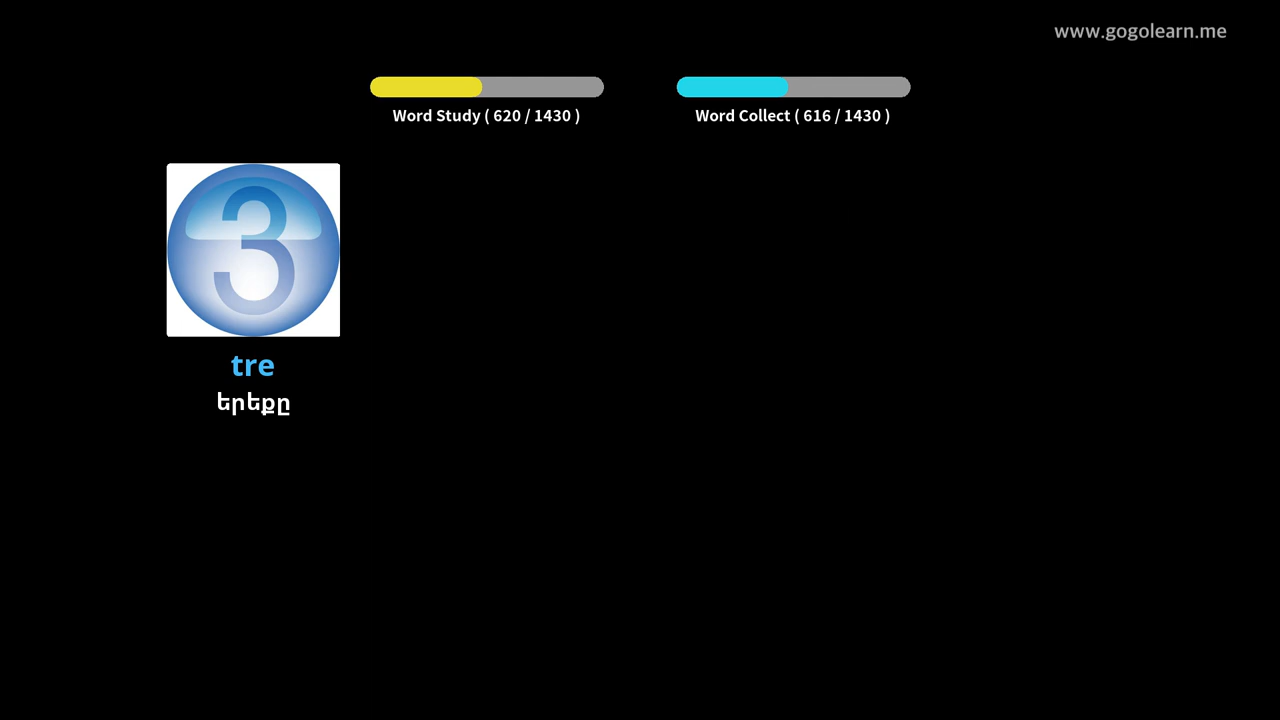 www.gogolearn.me
Word Study ( 620 / 1430 )
Word Collect ( 616 / 1430 )
3
tre
երեքը